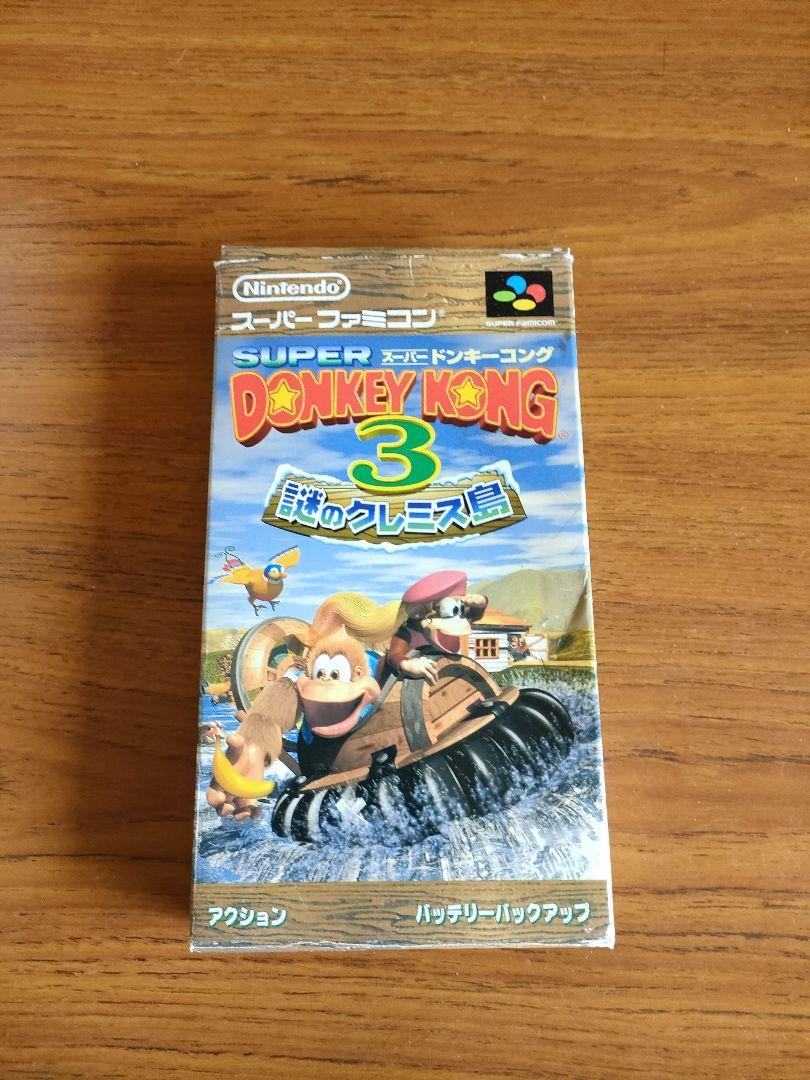 Nintendo
スーパーファミコン®
SUPER FAMICOM
SUPER スーパードンキーコング
DONKEY KONG®
3
謎のクレミス島
アクション
バッテリーバックアップ